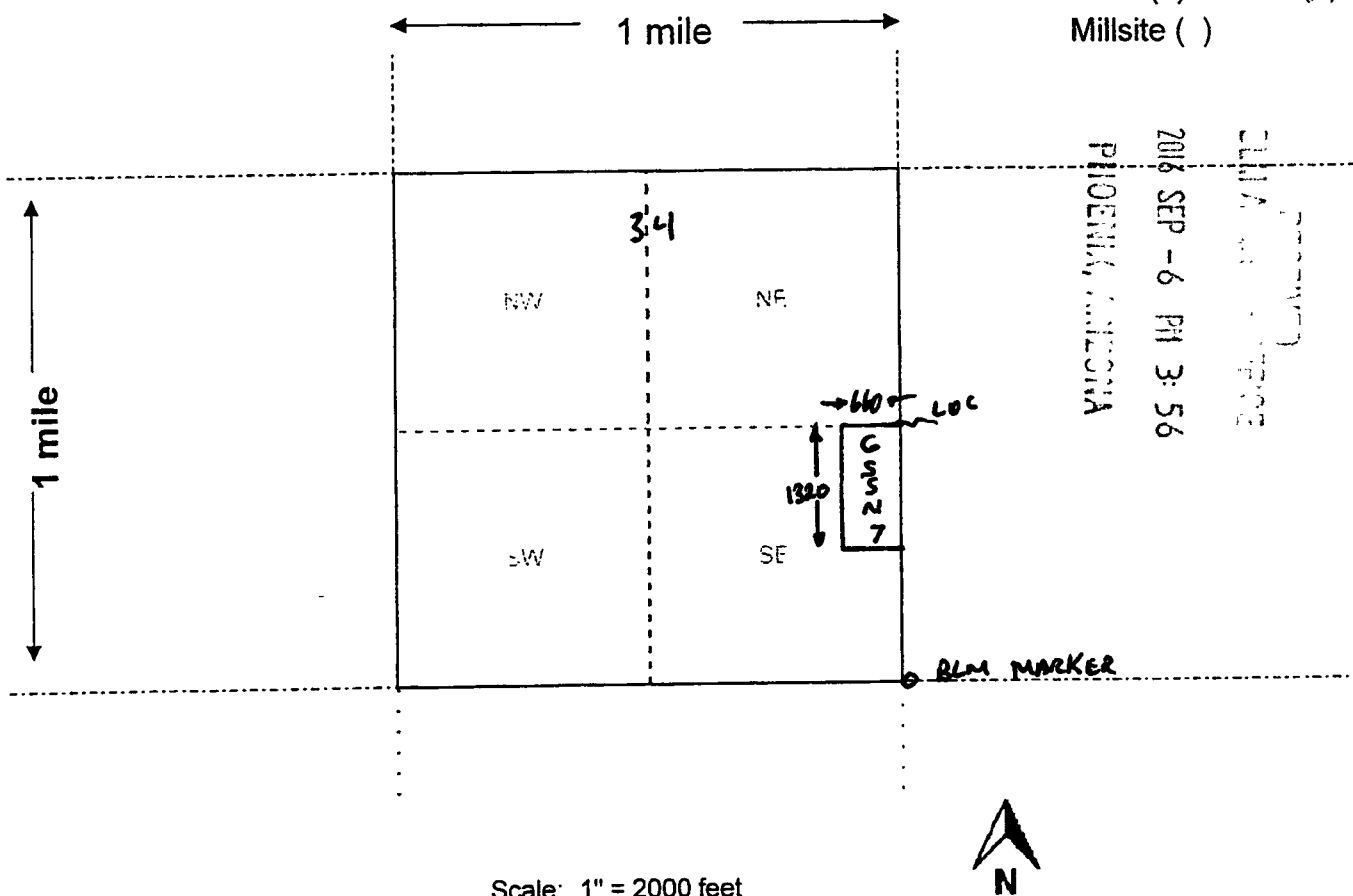 1 mile
Millsite ( )
2016 SEP -6 PM 3: 56
PHOENIX, ARIZONA
34
NW
NE
1 mile
660
LOC
1320
SW
SE
BLM MARKER
Scale: 1" = 2000 feet
N